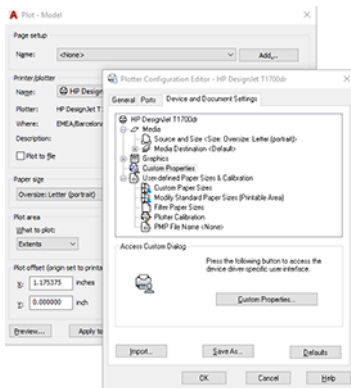 Plot - Model
Page setup
Name:
<None>
Add...
Printer/plotter
Name:
HP Design
Plotter:
HP DesignJet T
Where:
EMEA/Barcelona
Description:
Plot to file
Paper size
Oversize: Letter (portrait)
Plot area
What to plot:
Extents
Plot offset (origin set to printa
X:
1.175375
inches
Y:
0.000000
inch
Preview...
Apply to
Plotter Configuration Editor - HP DesignJet T1700dr
General
Ports
Device and Document Settings
HP DesignJet T1700dr
Media
Source and Size <Size: Oversize: Letter (portrait)>
Media Destination <Default>
Graphics
Custom Properties
User-defined Paper Sizes & Calibration
Custom Paper Sizes
Modify Standard Paper Sizes (Printable Area)
Filter Paper Sizes
Plotter Calibration
PMP File Name <None>
Access Custom Dialog
Press the following button to access the
device driver specific user interface.
Custom Properties...
Import...
Save As...
Defaults
OK
Cancel
Help